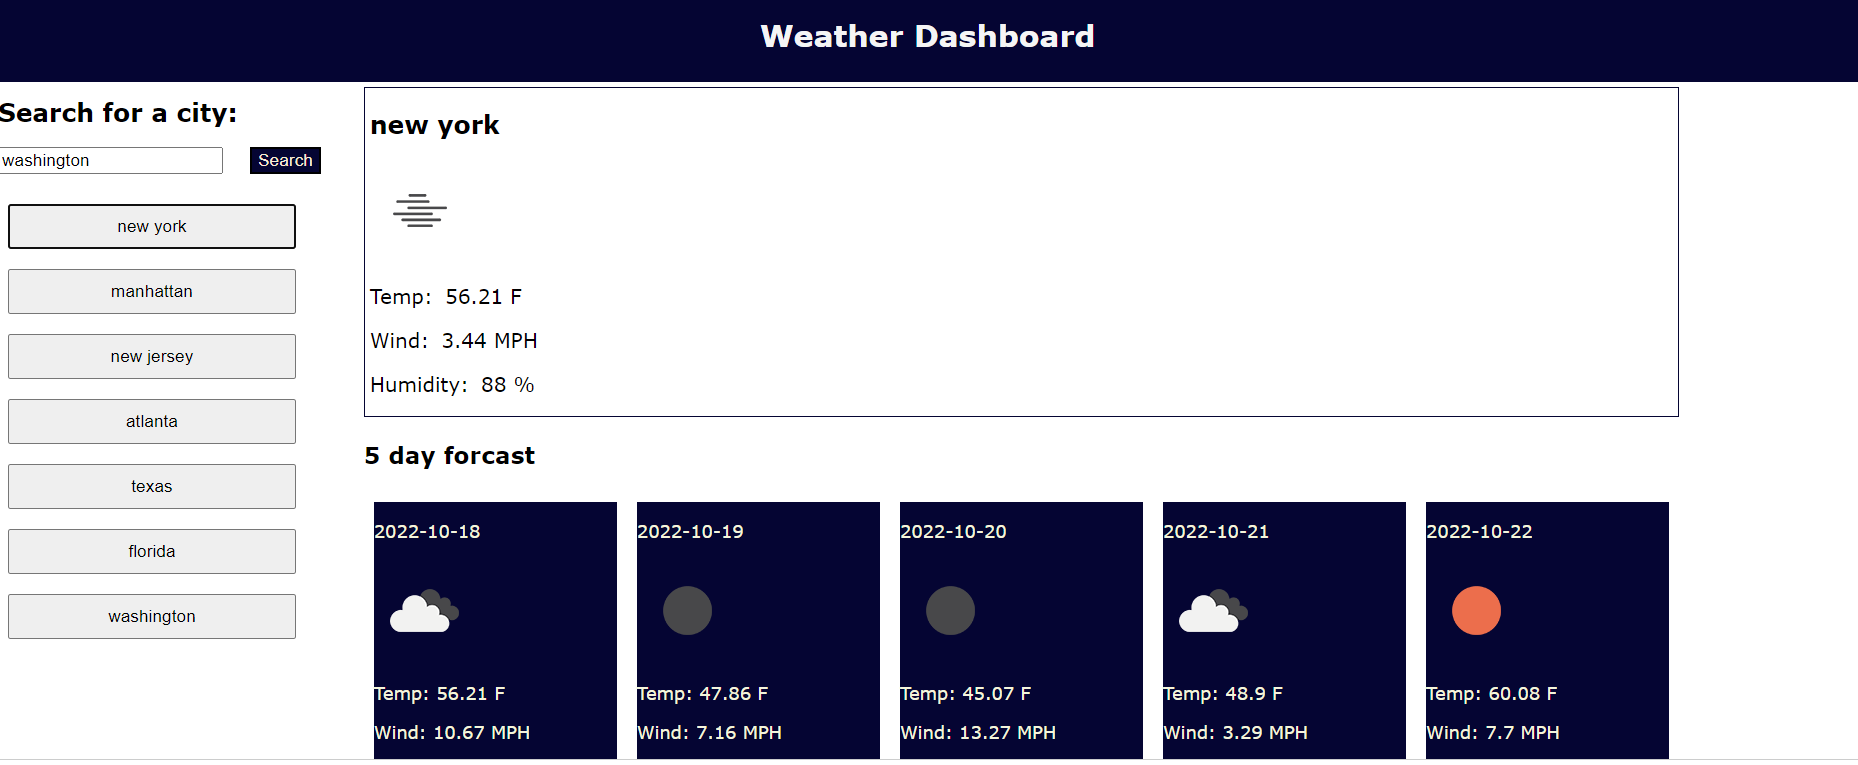 Weather Dashboard
Search for a city:
washington
Search
new york
manhattan
new jersey
atlanta
texas
florida
washington
new york
Temp: 56.21 F
Wind: 3.44 MPH
Humidity: 88 %
5 day forcast
2022-10-18
Temp: 56.21 F
Wind: 10.67 MPH
2022-10-19
Temp: 47.86 F
Wind: 7.16 MPH
2022-10-20
Temp: 45.07 F
Wind: 13.27 MPH
2022-10-21
Temp: 48.9 F
Wind: 3.29 MPH
2022-10-22
Temp: 60.08 F
Wind: 7.7 MPH